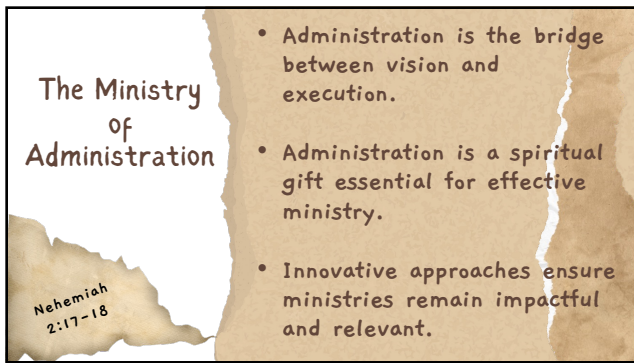 The Ministry
of
Administration
Nehemiah
2:17-18
• Administration is the bridge
between vision and
execution.
• Administration is a spiritual
gift essential for effective
ministry.
• Innovative approaches ensure
ministries remain impactful
and relevant.